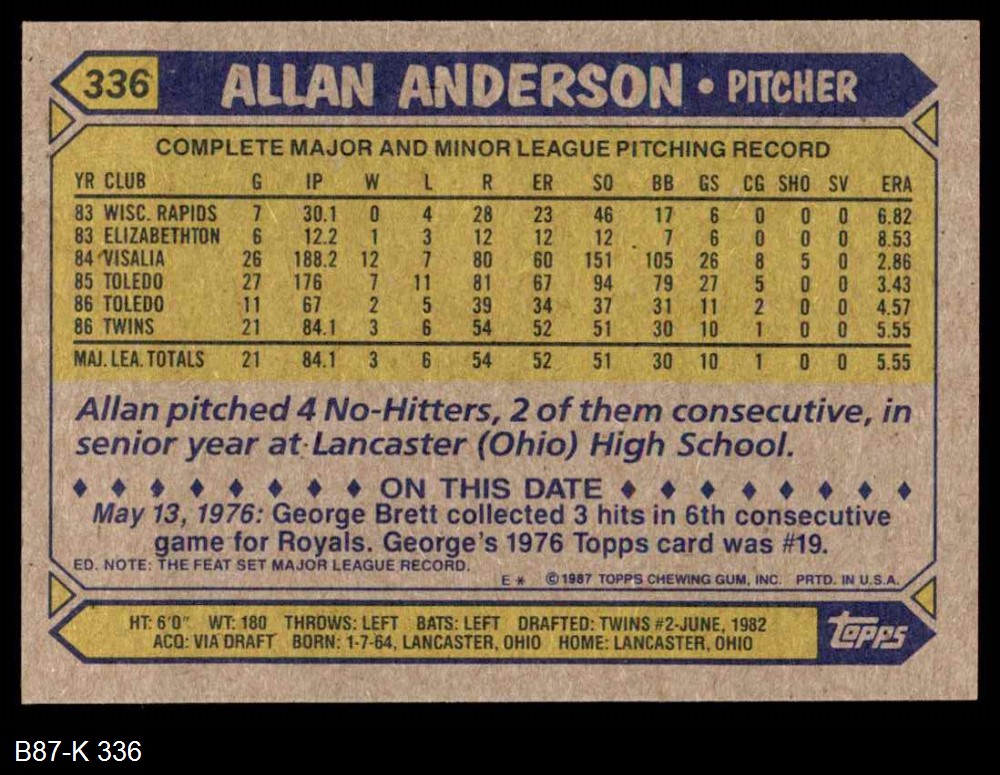 336 ALLAN ANDERSON • PITCHER
COMPLETE MAJOR AND MINOR LEAGUE PITCHING RECORD
YR CLUB G IP W L R ER SO BB GS CG SHO SV ERA
83 WISC. RAPIDS 7 30.1 0 4 28 23 46 17 6 0 0 0 6.82
83 ELIZABETHTON 6 12.2 1 3 12 12 12 7 6 0 0 0 8.53
84 VISALIA 26 188.2 12 7 80 60 151 105 26 8 5 0 2.86
85 TOLEDO 27 176 7 11 81 67 94 79 27 5 0 0 3.43
86 TOLEDO 11 67 2 5 39 34 37 31 11 2 0 0 4.57
86 TWINS 21 84.1 3 6 54 52 51 30 10 1 0 0 5.55
MAJ. LEA. TOTALS 21 84.1 3 6 54 52 51 30 10 1 0 0 5.55
Allan pitched 4 No-Hitters, 2 of them consecutive, in
senior year at Lancaster (Ohio) High School.
ON THIS DATE
May 13, 1976: George Brett collected 3 hits in 6th consecutive
game for Royals. George's 1976 Topps card was #19.
ED. NOTE: THE FEAT SET MAJOR LEAGUE RECORD.
E* © 1987 TOPPS CHEWING GUM, INC. PRTD. IN U.S.A.
HT: 6'0" WT: 180 THROWS: LEFT BATS: LEFT DRAFTED: TWINS #2-JUNE, 1982
ACQ: VIA DRAFT BORN: 1-7-64, LANCASTER, OHIO HOME: LANCASTER, OHIO
topps
B87-K 336